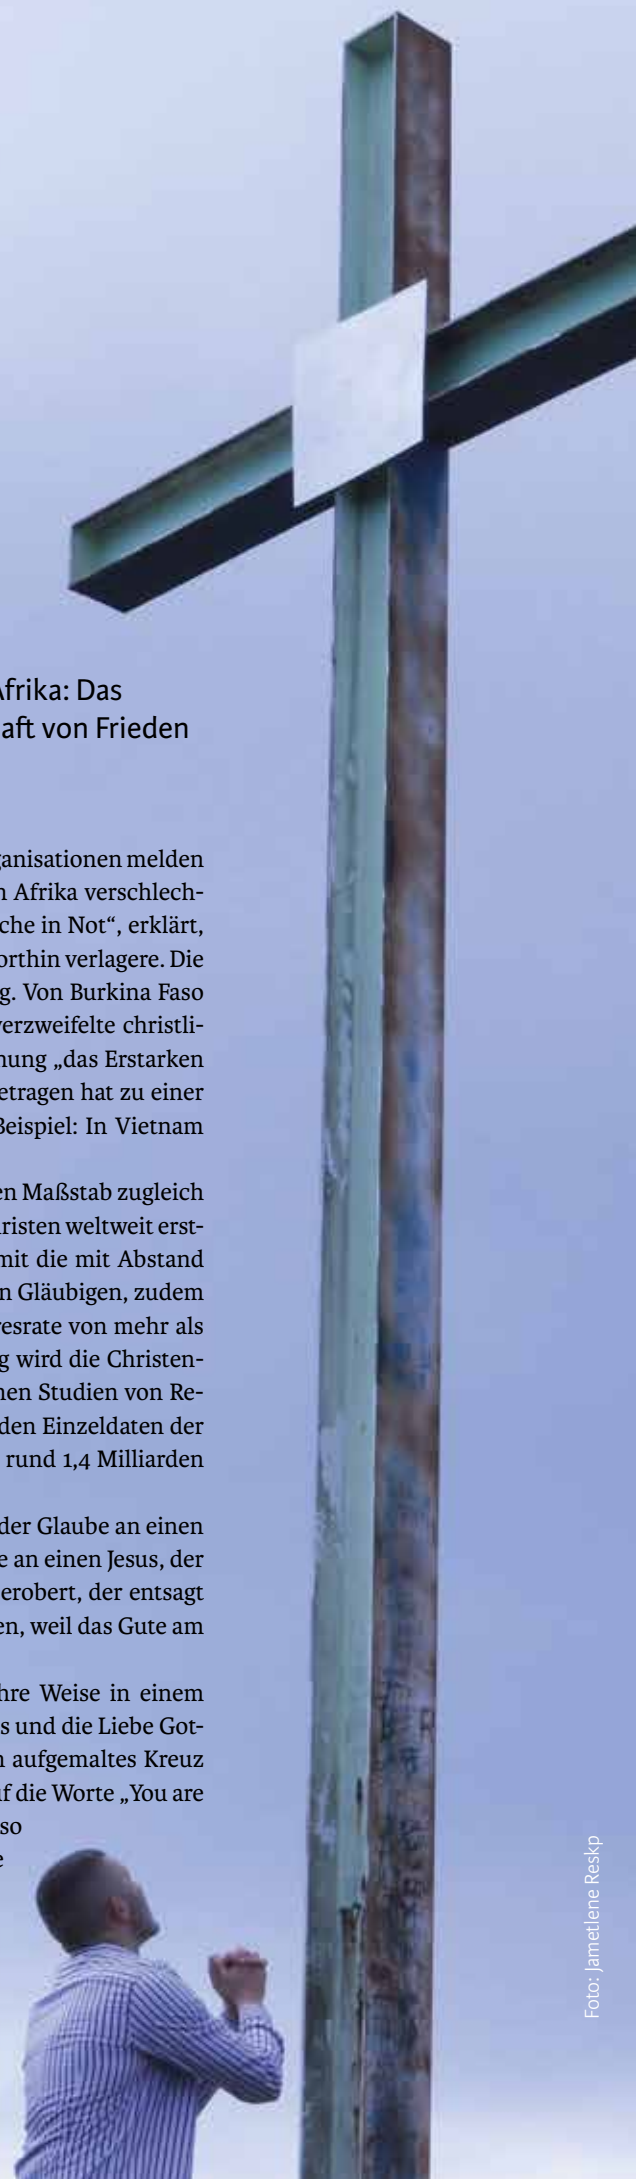 Afrika: Das
aft von Frieden
ganisationen melden
n Afrika verschlech-
che in Not“, erklärt,
orthin verlagere. Die
g. Von Burkina Faso
verzweifelte christli-
nung „das Erstarken
etragen hat zu einer
Beispiel: In Vietnam
en Maßstab zugleich
risten weltweit erst-
mit die mit Abstand
n Gläubigen, zudem
resrate von mehr als
g wird die Christen-
hen Studien von Re-
den Einzeldaten der
rund 1,4 Milliarden
der Glaube an einen
e an einen Jesus, der
erobert, der entsagt
en, weil das Gute am
hre Weise in einem
s und die Liebe Got-
n aufgemaltes Kreuz
uf die Worte „You are
so
e
Foto: Jametlene Reskp